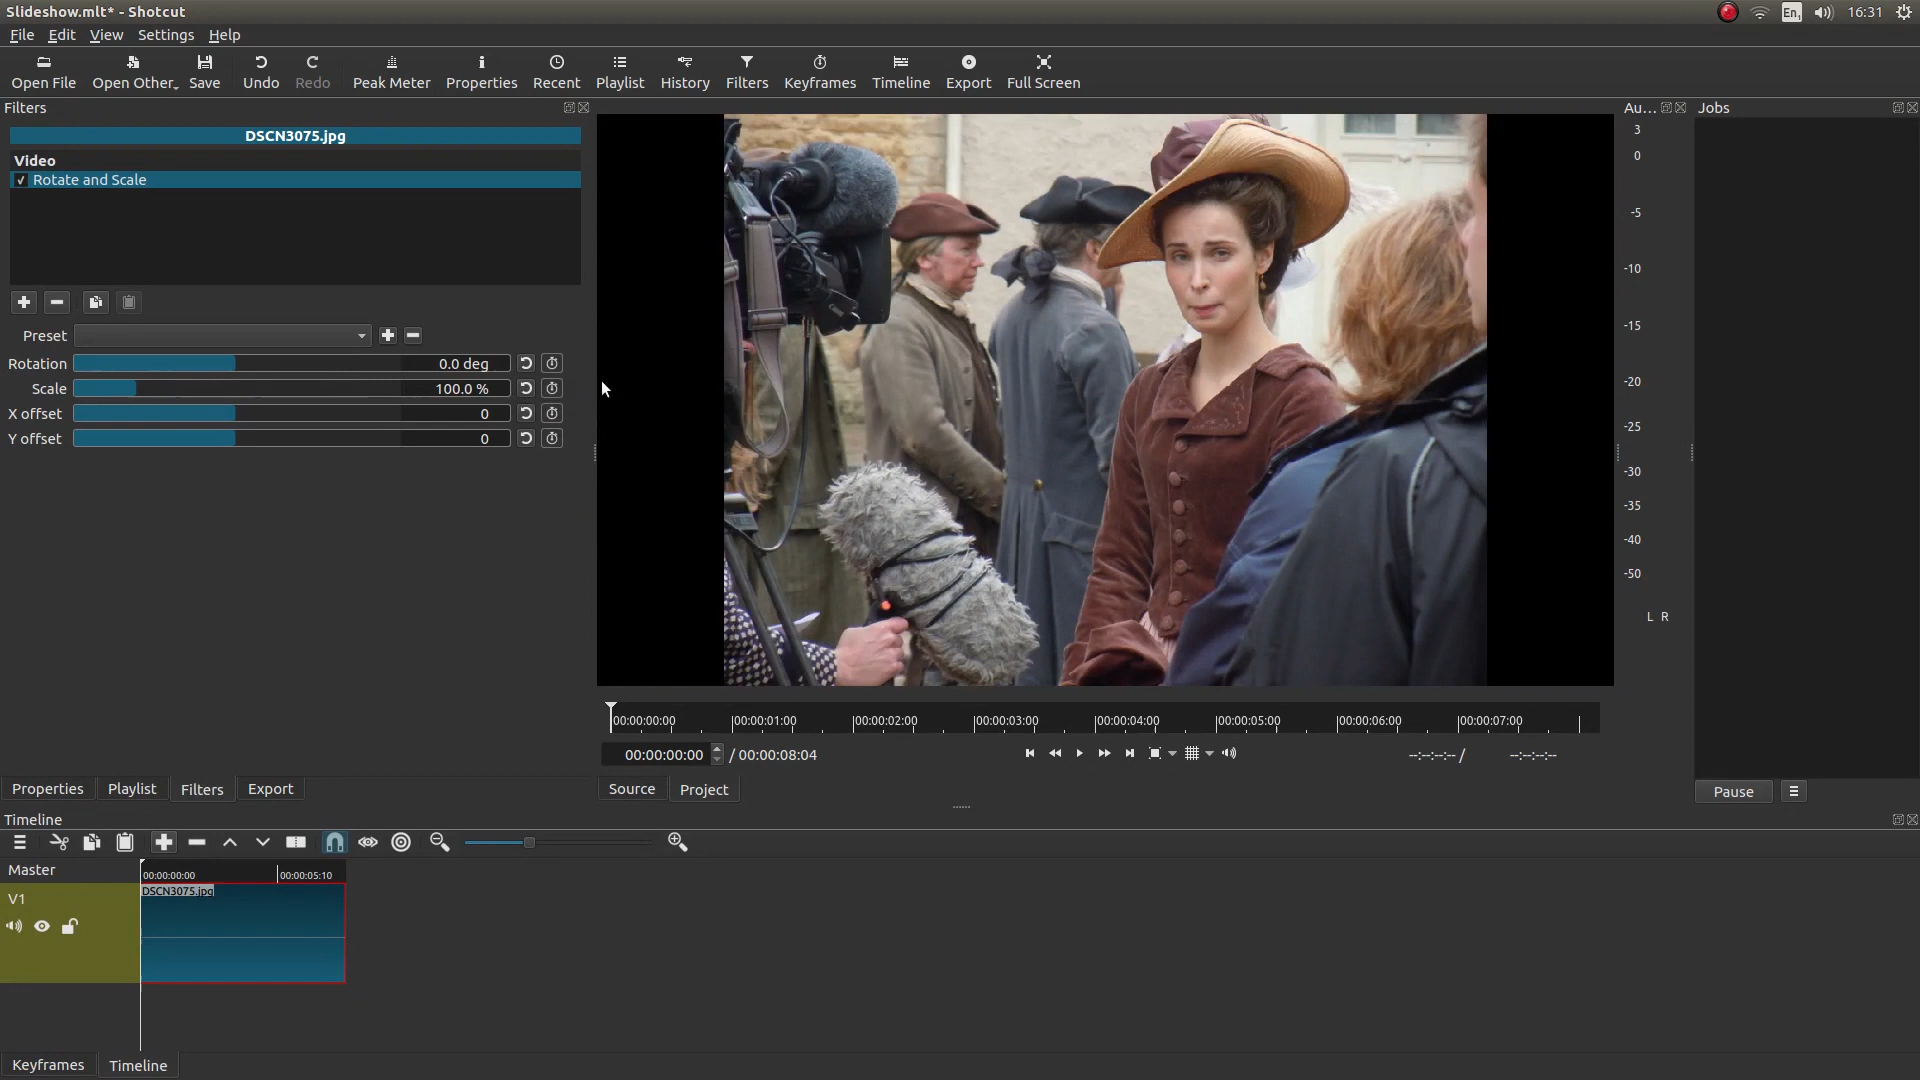 Slideshow.mlt* - Shotcut
En1
16:31
File Edit View Settings Help
Open File Open Other Save Undo Redo Peak Meter Properties Recent Playlist History Filters Keyframes Timeline Export Full Screen
Filters
DSCN3075.jpg
Video
Rotate and Scale
Preset
Rotation 0.0 deg
Scale 100.0 %
X offset 0
Y offset 0
Properties Playlist Filters Export
00:00:00:00 00:00:01:00 00:00:02:00 00:00:03:00 00:00:04:00 00:00:05:00 00:00:06:00 00:00:07:00
00:00:00:00 / 00:00:08:04 --:--:--:-- / --:--:--:--
Source Project
Au...
3
0
-5
-10
-15
-20
-25
-30
-35
-40
-50
L R
Jobs
Pause
Timeline
Master
00:00:00:00 00:00:05:10
V1
DSCN3075.jpg
Keyframes Timeline